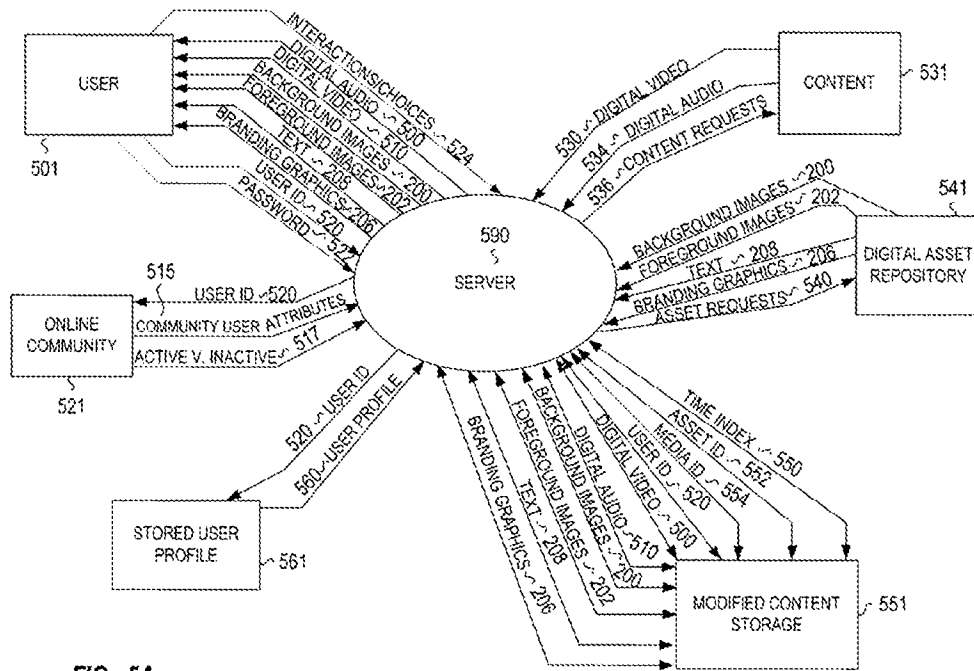 USER
501
INTERACTIONS/CHOICES 524
DIGITAL AUDIO 500
DIGITAL VIDEO 510
BACKGROUND IMAGES 200
FOREGROUND IMAGES 202
TEXT 208
BRANDING GRAPHICS 206
USER ID 520
PASSWORD 522
530 DIGITAL VIDEO
534 DIGITAL AUDIO
536 CONTENT REQUESTS
CONTENT
531
BACKGROUND IMAGES 200
FOREGROUND IMAGES 202
TEXT 208
BRANDING GRAPHICS 206
ASSET REQUESTS 540
541
DIGITAL ASSET
REPOSITORY
590
SERVER
515
USER ID 520
COMMUNITY USER ATTRIBUTES
ACTIVE V. INACTIVE 517
ONLINE
COMMUNITY
521
520 USER ID
560 USER PROFILE
STORED USER
PROFILE
561
BRANDING GRAPHICS 206
TEXT 208
FOREGROUND IMAGES 202
BACKGROUND IMAGES 200
DIGITAL AUDIO 510
DIGITAL VIDEO 500
USER ID 520
MEDIA ID 554
ASSET ID 552
TIME INDEX 550
MODIFIED CONTENT
STORAGE
551
FIG. 5A